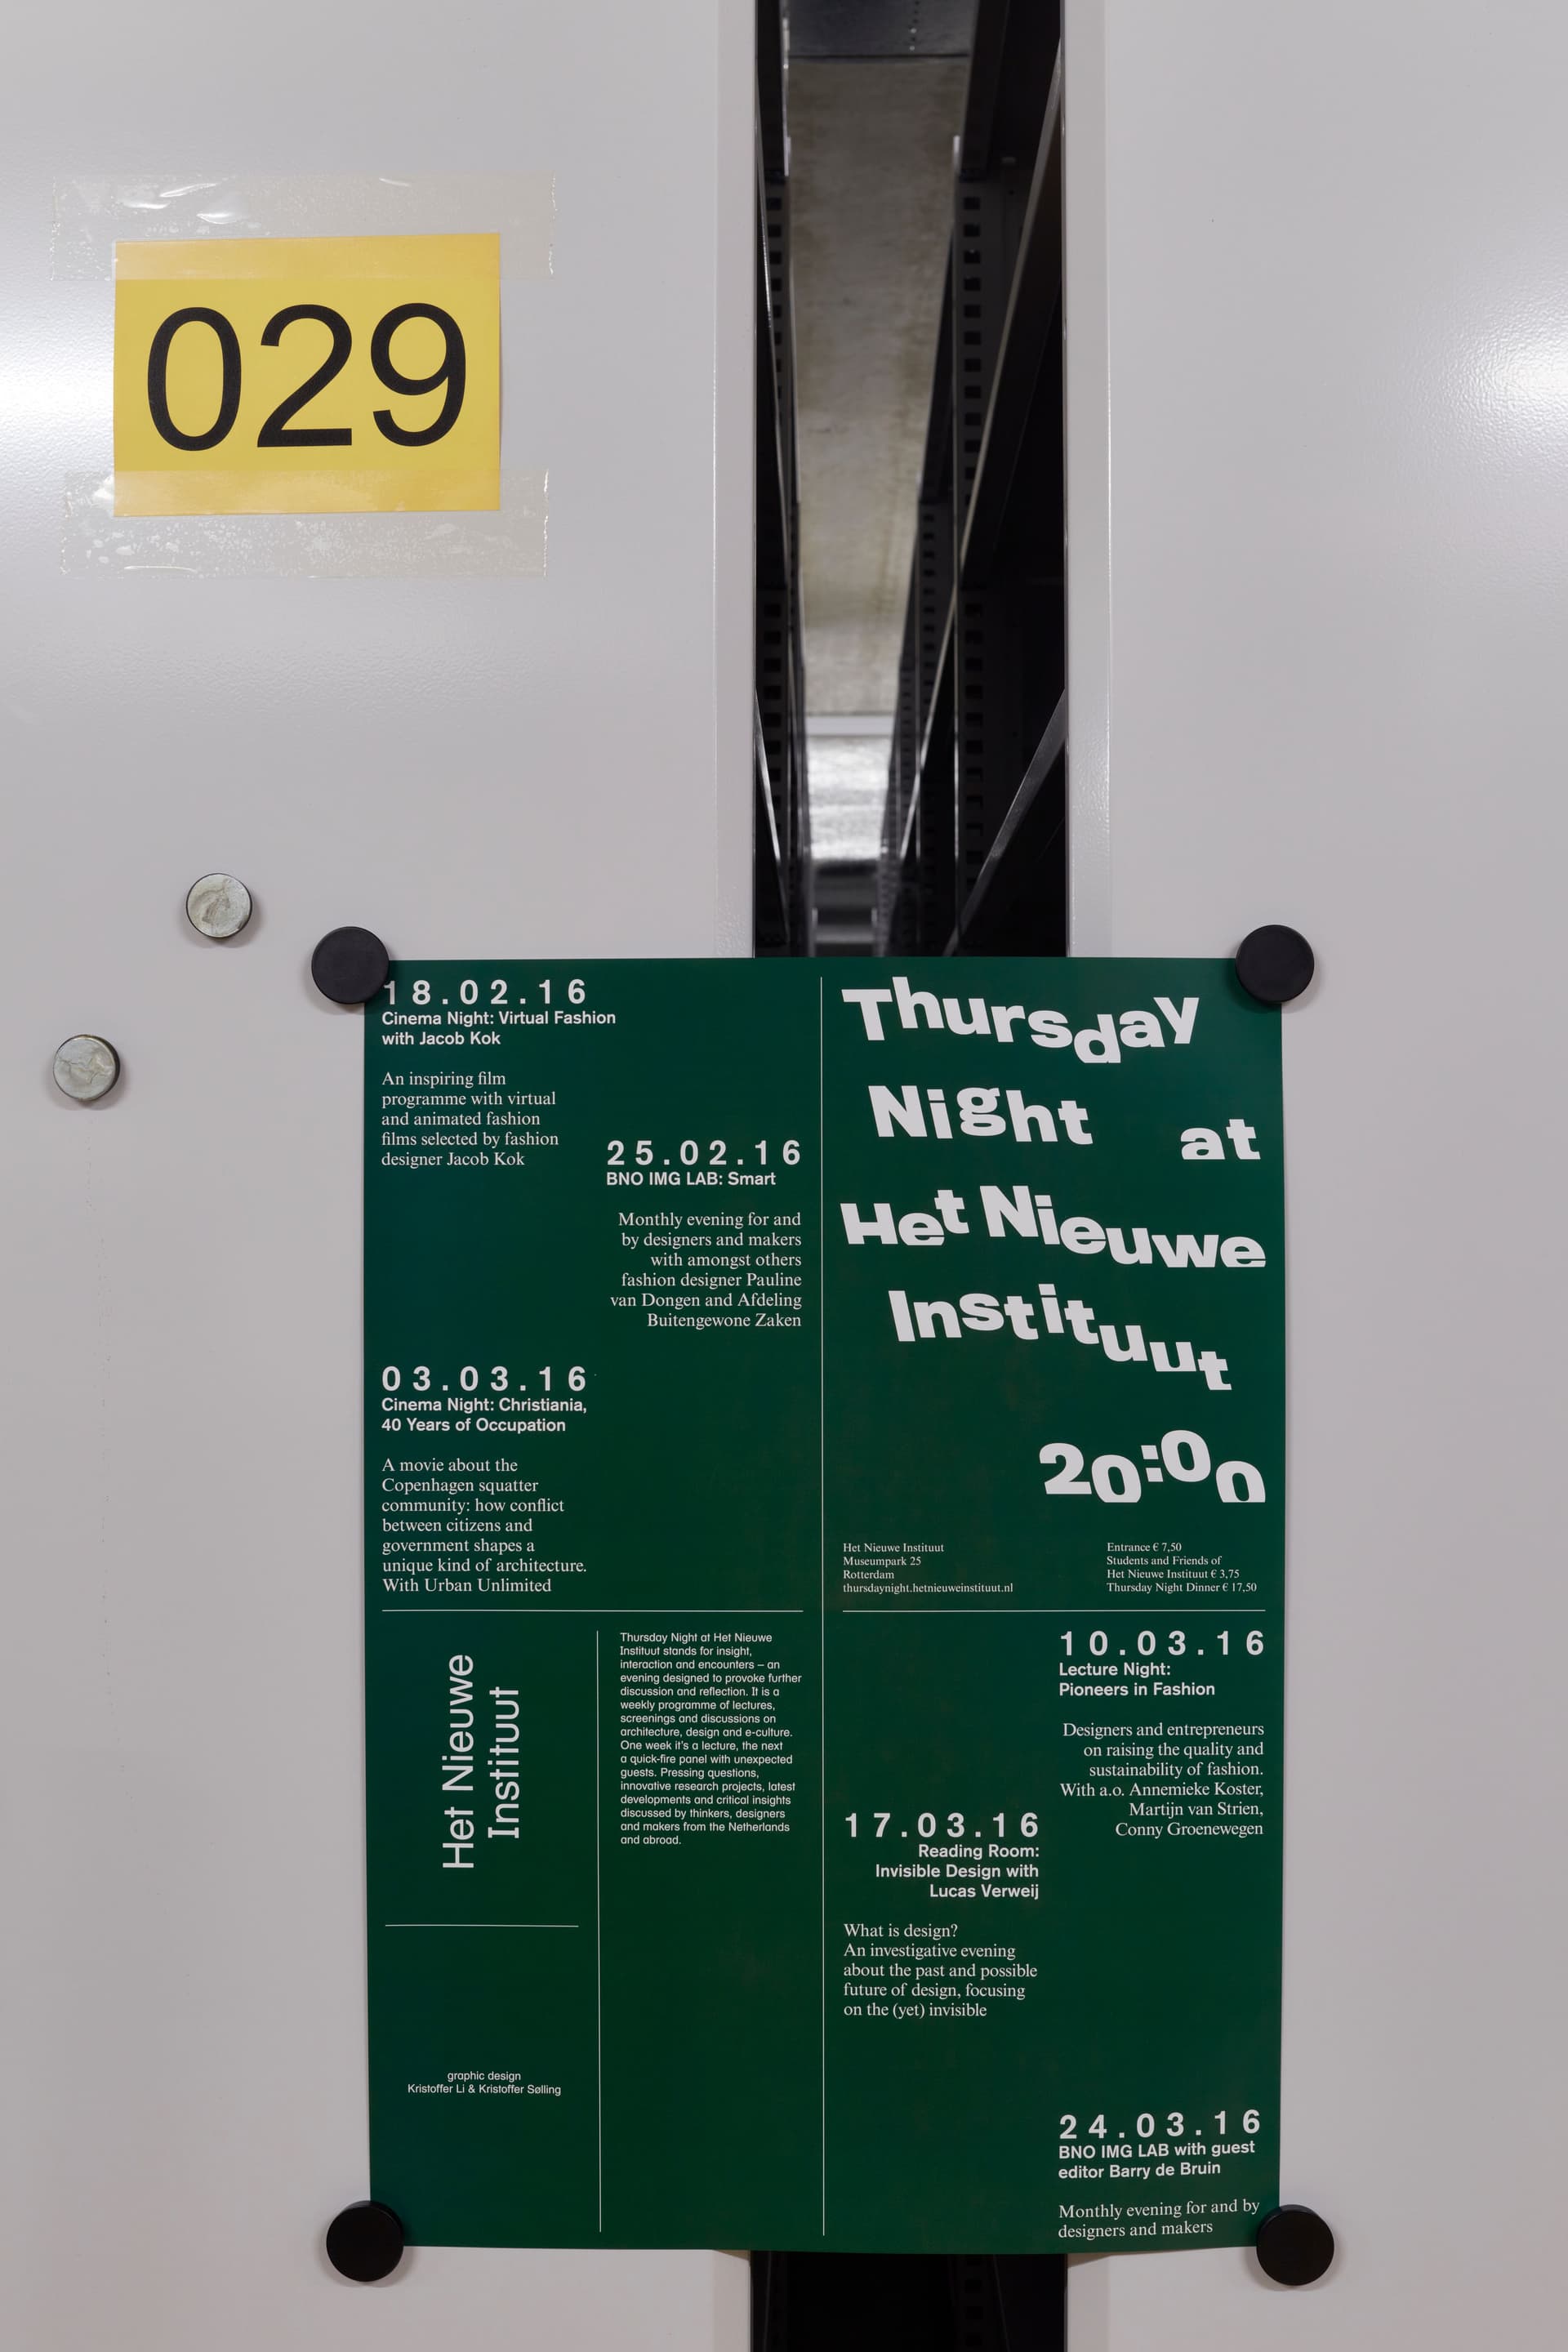 029
18.02.16
Cinema Night: Virtual Fashion
with Jacob Kok
An inspiring film
programme with virtual
and animated fashion
films selected by fashion
designer Jacob Kok
25.02.16
BNO IMG LAB: Smart
Monthly evening for and
by designers and makers
with amongst others
fashion designer Pauline
van Dongen and Afdeling
Buitengewone Zaken
03.03.16
Cinema Night: Christiania,
40 Years of Occupation
A movie about the
Copenhagen squatter
community: how conflict
between citizens and
government shapes a
unique kind of architecture.
With Urban Unlimited
Thursday
Night at
Het Nieuwe
Instituut
20:00
Het Nieuwe Instituut
Museumpark 25
Rotterdam
thursdaynight.hetnieuweinstituut.nl
Entrance € 7,50
Students and Friends of
Het Nieuwe Instituut € 3,75
Thursday Night Dinner € 17,50
Het Nieuwe
Instituut
Thursday Night at Het Nieuwe
Instituut stands for insight,
interaction and encounters – an
evening designed to provoke further
discussion and reflection. It is a
weekly programme of lectures,
screenings and discussions on
architecture, design and e-culture.
One week it's a lecture, the next
a quick-fire panel with unexpected
guests. Pressing questions,
innovative research projects, latest
developments and critical insights
discussed by thinkers, designers
and makers from the Netherlands
and abroad.
graphic design
Kristoffer Li & Kristoffer Sølling
10.03.16
Lecture Night:
Pioneers in Fashion
Designers and entrepreneurs
on raising the quality and
sustainability of fashion.
With a.o. Annemieke Koster,
Martijn van Strien,
Conny Groenewegen
17.03.16
Reading Room:
Invisible Design with
Lucas Verweij
What is design?
An investigative evening
about the past and possible
future of design, focusing
on the (yet) invisible
24.03.16
BNO IMG LAB with guest
editor Barry de Bruin
Monthly evening for and by
designers and makers